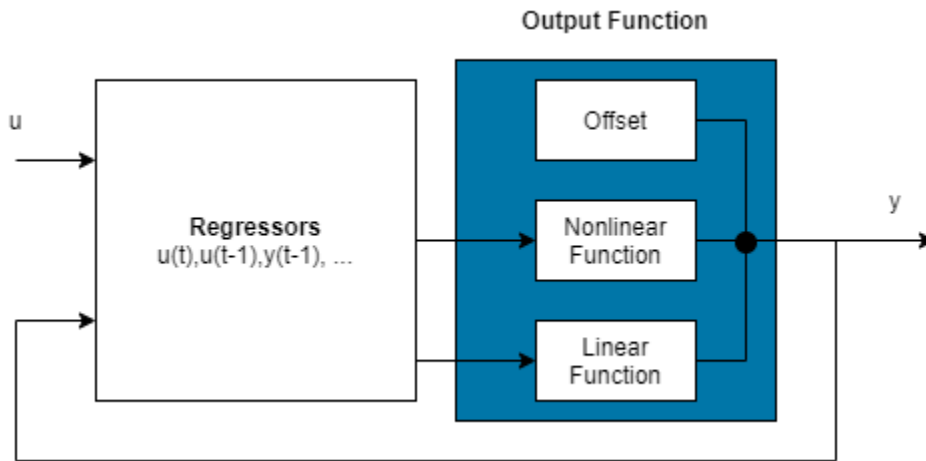 Output Function
u
Offset
Regressors
u(t),u(t-1),y(t-1), ...
Nonlinear
Function
y
Linear
Function